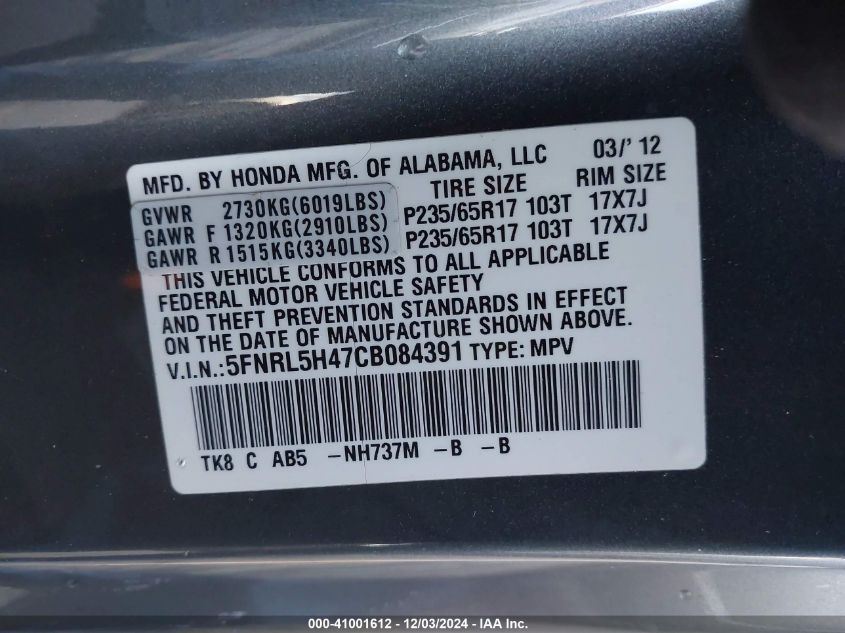 MFD. BY HONDA MFG. OF ALABAMA, LLC 03/' 12
TIRE SIZE RIM SIZE
GVWR 2730KG(6019LBS)
GAWR F 1320KG(2910LBS) P235/65R17 103T 17X7J
GAWR R 1515KG(3340LBS) P235/65R17 103T 17X7J
THIS VEHICLE CONFORMS TO ALL APPLICABLE
FEDERAL MOTOR VEHICLE SAFETY
AND THEFT PREVENTION STANDARDS IN EFFECT
ON THE DATE OF MANUFACTURE SHOWN ABOVE.
V.I.N.:5FNRL5H47CB084391 TYPE: MPV
TK8 C AB5 -NH737M -B -B
000-41001612 - 12/03/2024 - IAA Inc.